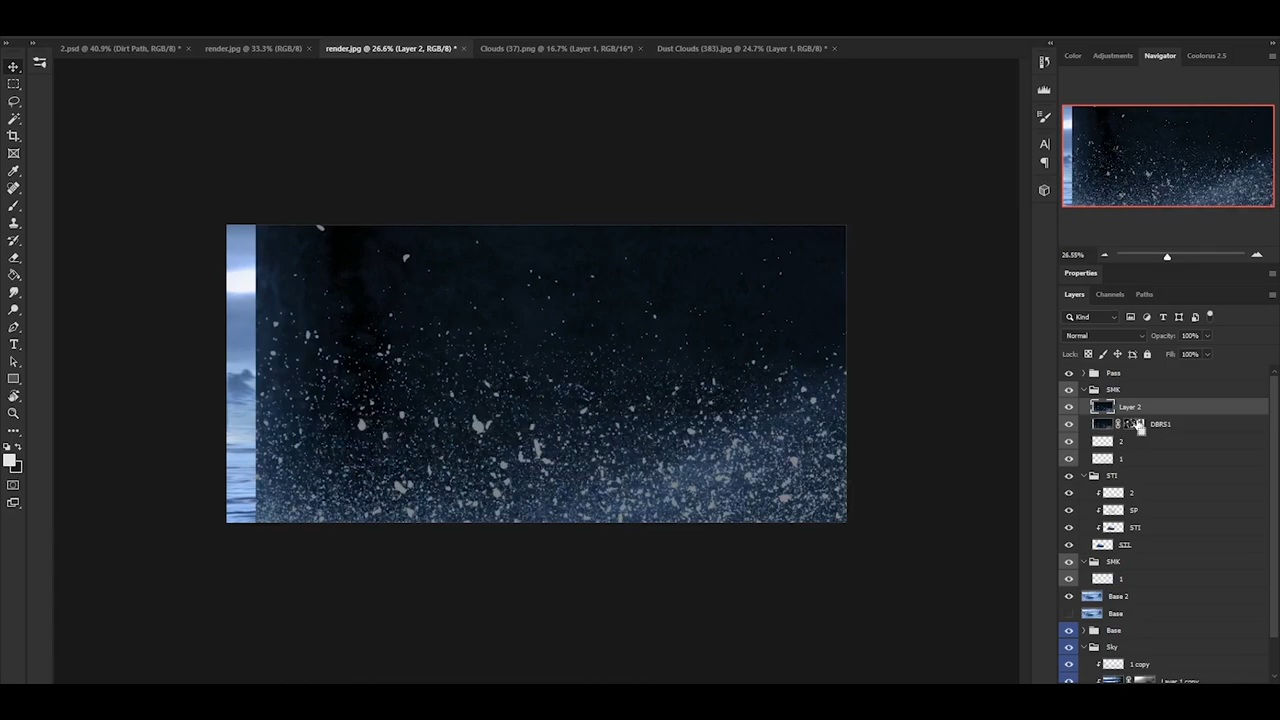 2.psd @ 40.9% (Dirt Path, RGB/8) * ×
render.jpg @ 33.3% (RGB/8) ×
render.jpg @ 26.6% (Layer 2, RGB/8) * ×
Clouds (37).png @ 16.7% (Layer 1, RGB/16*) ×
Dust Clouds (383).jpg @ 24.7% (Layer 1, RGB/8) * ×
Color Adjustments Navigator Coolorus 2.5
26.55%
Properties
Layers Channels Paths
Kind
Normal Opacity: 100%
Lock: Fill: 100%
Pass
SMK
Layer 2
DBRS1
2
1
STI
2
SP
STI
STI
SMK
1
Base 2
Base
Base
Sky
1 copy
Layer 1 copy